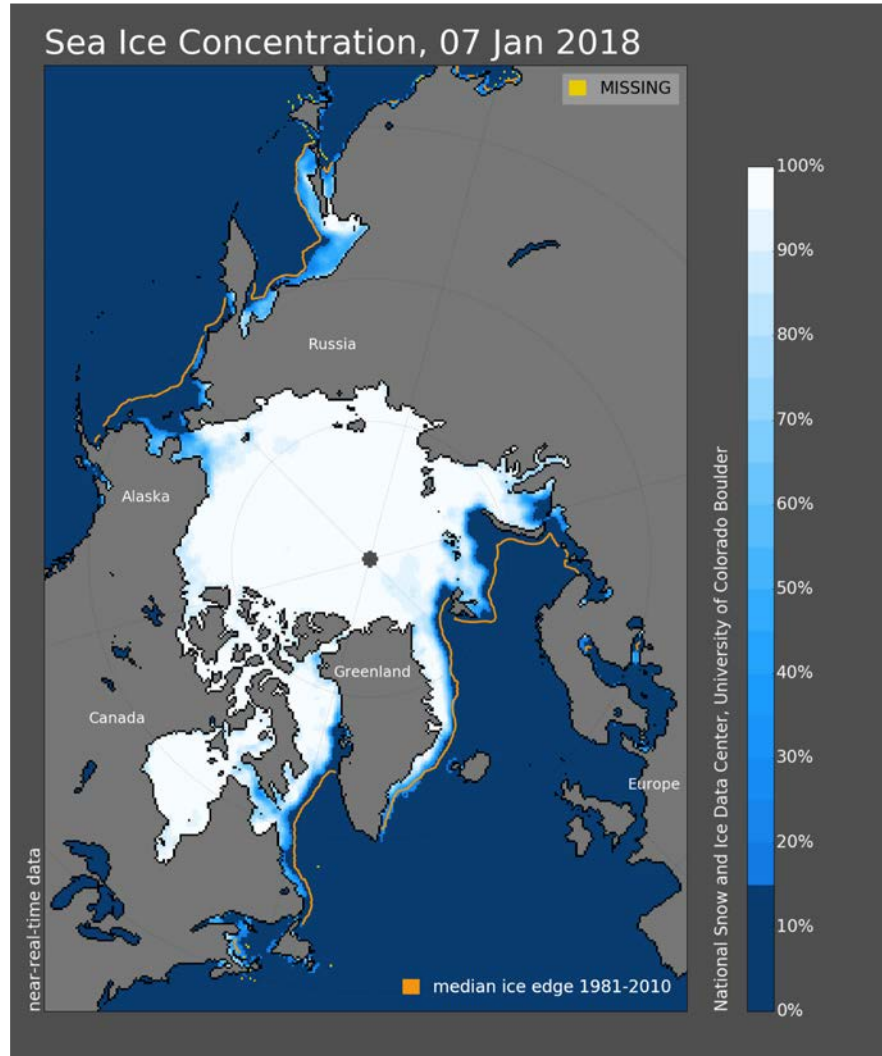 Sea Ice Concentration, 07 Jan 2018
MISSING
Russia
Alaska
Greenland
Canada
Europe
near-real-time data
median ice edge 1981-2010
National Snow and Ice Data Center, University of Colorado Boulder
100%
90%
80%
70%
60%
50%
40%
30%
20%
10%
0%